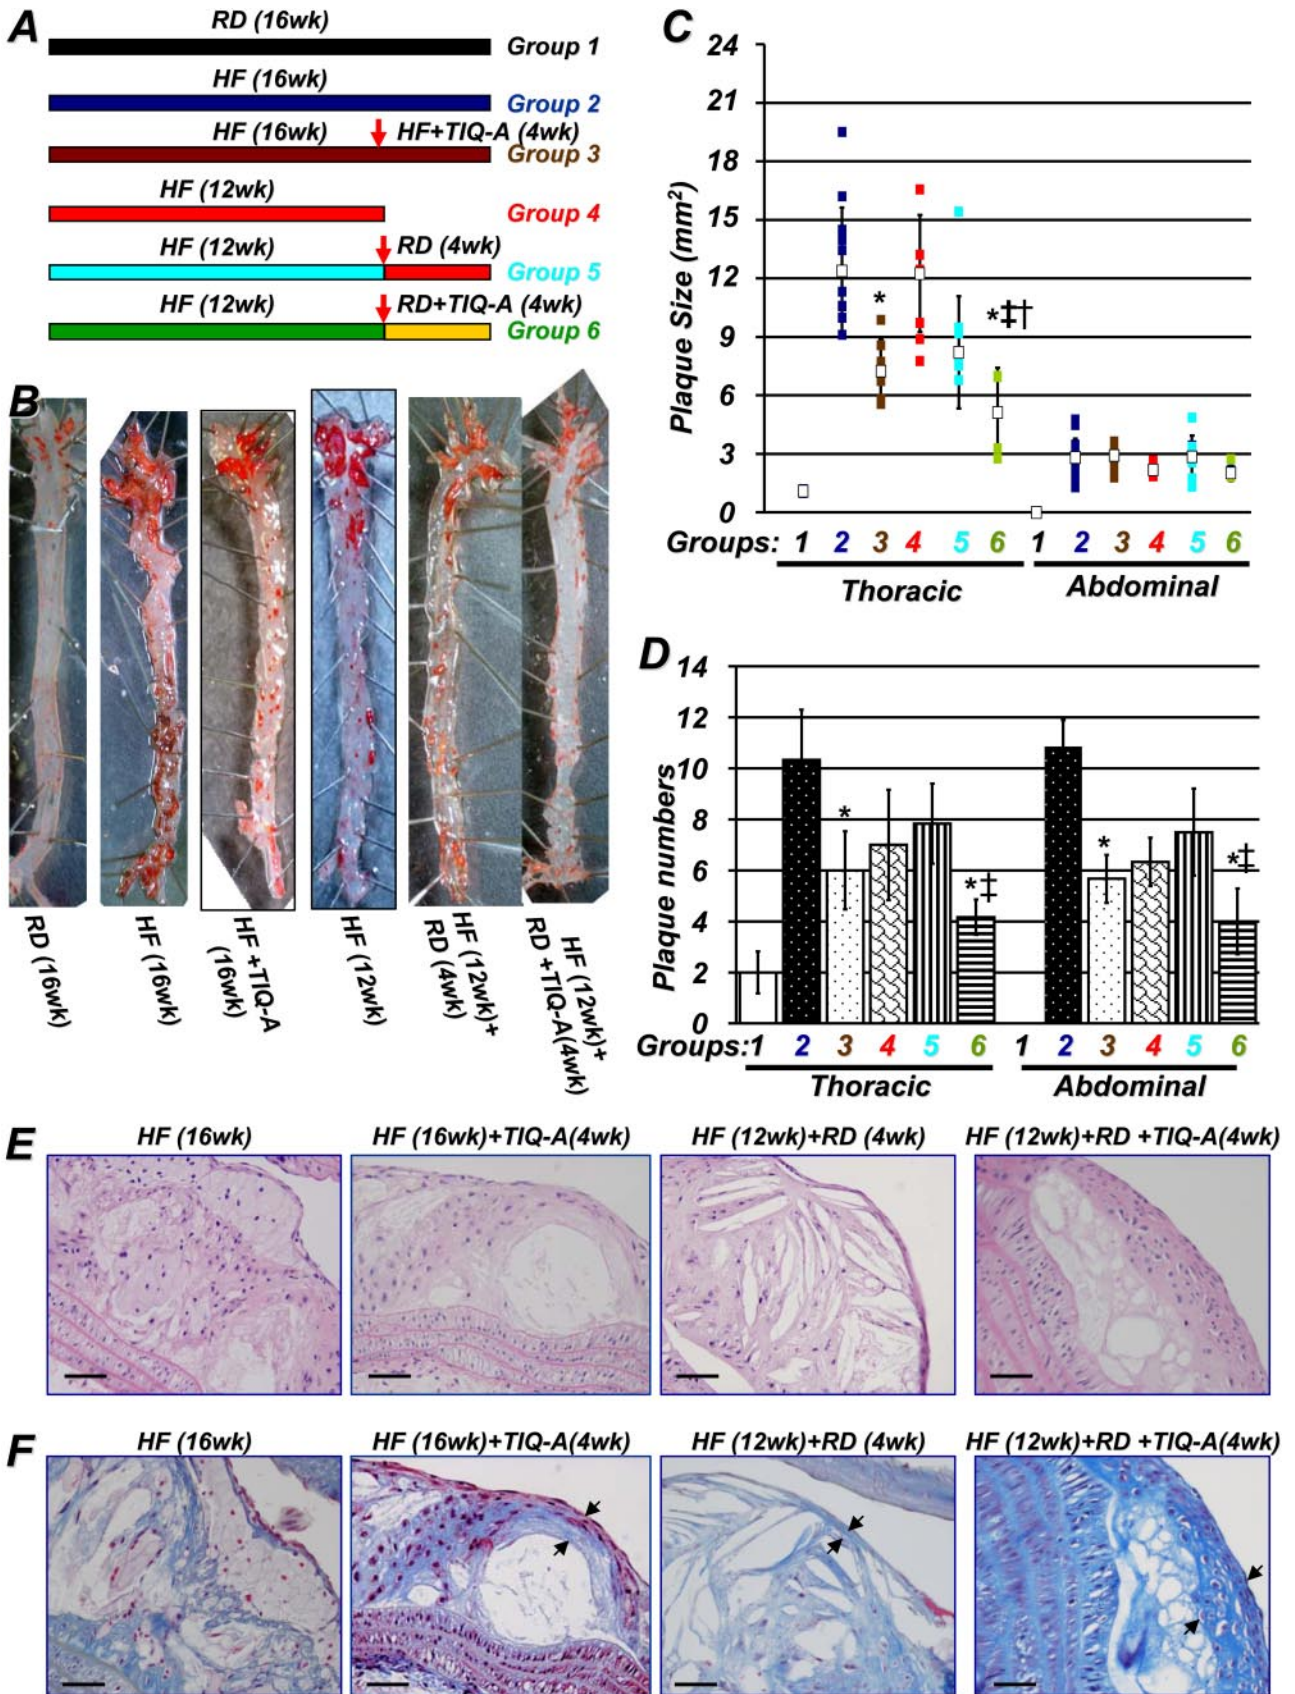 A
RD (16wk)
Group 1
HF (16wk)
Group 2
HF (16wk) HF+TIQ-A (4wk)
Group 3
HF (12wk)
Group 4
HF (12wk) RD (4wk)
Group 5
HF (12wk) RD+TIQ-A (4wk)
Group 6
B
RD (16wk)
HF (16wk)
HF +TIQ-A
(16wk)
HF (12wk)
HF (12wk)+
RD (4wk)
HF (12wk)+
RD +TIQ-A(4wk)
C
Plaque Size (mm²)
24
21
18
15
12
9
6
3
0
*
*‡†
Groups: 1 2 3 4 5 6 1 2 3 4 5 6
Thoracic Abdominal
D
Plaque numbers
14
12
10
8
6
4
2
0
*
*‡
*
*‡
Groups: 1 2 3 4 5 6 1 2 3 4 5 6
Thoracic Abdominal
E
HF (16wk) HF (16wk)+TIQ-A(4wk) HF (12wk)+RD (4wk) HF (12wk)+RD +TIQ-A(4wk)
F
HF (16wk) HF (16wk)+TIQ-A(4wk) HF (12wk)+RD (4wk) HF (12wk)+RD +TIQ-A(4wk)